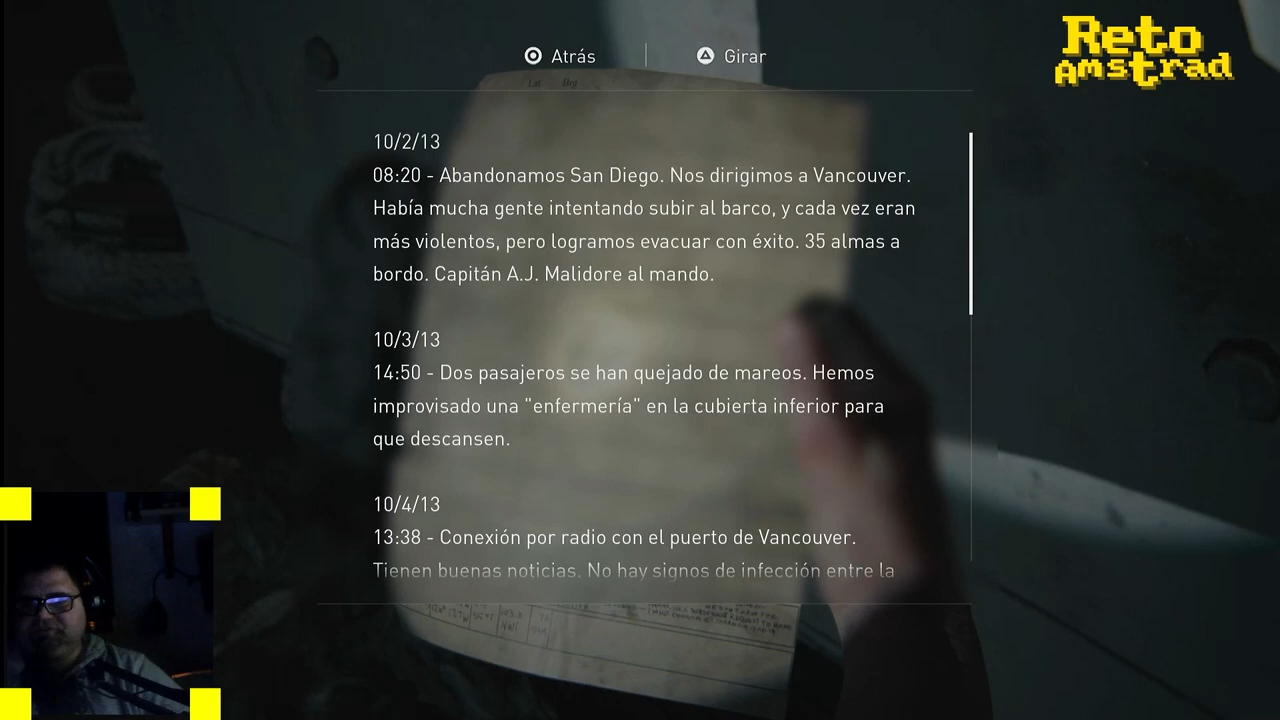 Reto
Amstrad
Atrás
Girar
Lat
10/2/13
08:20 - Abandonamos San Diego. Nos dirigimos a Vancouver.
Había mucha gente intentando subir al barco, y cada vez eran
más violentos, pero logramos evacuar con éxito. 35 almas a
bordo. Capitán A.J. Malidore al mando.
10/3/13
14:50 - Dos pasajeros se han quejado de mareos. Hemos
improvisado una "enfermería" en la cubierta inferior para
que descansen.
10/4/13
13:38 - Conexión por radio con el puerto de Vancouver.
Tienen buenas noticias. No hay signos de infección entre la